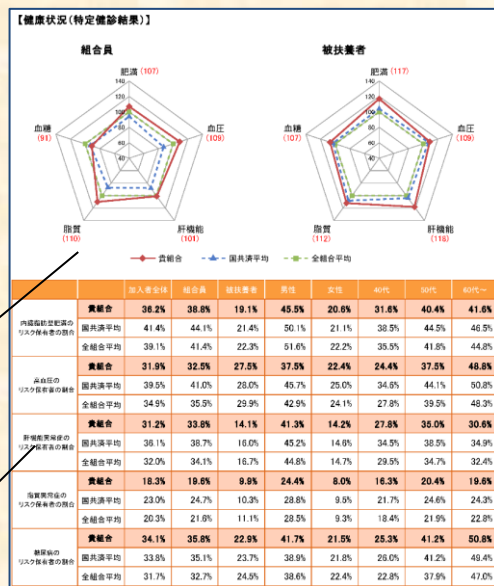 【健康状況(特定健診結果)】
組合員
被扶養者
肥満 (107)
肥満 (117)
140
120
100
80
60
40
140
120
100
80
60
40
血糖
(93)
血圧
(109)
血糖
(107)
血圧
(109)
脂質
(110)
肝機能
(101)
脂質
(112)
肝機能
(118)
貴組合 国共済平均 全組合平均
加入者全体 組合員 被扶養者 男性 女性 40代 50代 60代～
内臓脂肪型肥満の
リスク保有者の割合
貴組合 36.2% 38.8% 19.1% 45.5% 20.6% 31.6% 40.4% 41.6%
国共済平均 41.4% 44.1% 21.4% 50.1% 21.1% 38.5% 44.5% 46.5%
全組合平均 39.1% 41.4% 22.3% 51.6% 22.2% 35.5% 41.8% 44.8%
高血圧の
リスク保有者の割合
貴組合 31.9% 32.5% 27.5% 37.5% 22.4% 24.4% 37.5% 48.8%
国共済平均 39.5% 41.0% 28.0% 45.7% 25.0% 34.6% 44.1% 50.8%
全組合平均 34.9% 35.5% 29.9% 42.9% 24.1% 27.8% 39.5% 48.3%
肝機能異常症の
リスク保有者の割合
貴組合 31.2% 33.8% 14.1% 41.3% 14.2% 27.8% 35.0% 30.6%
国共済平均 36.1% 38.7% 16.0% 45.2% 14.6% 34.5% 38.5% 34.9%
全組合平均 32.0% 34.1% 16.7% 44.8% 14.7% 29.5% 34.7% 32.4%
脂質異常症の
リスク保有者の割合
貴組合 18.3% 19.6% 9.9% 24.4% 8.0% 16.3% 20.4% 19.6%
国共済平均 23.0% 24.7% 10.3% 28.8% 9.5% 21.7% 24.6% 24.3%
全組合平均 20.3% 21.6% 11.1% 28.5% 9.3% 18.4% 21.9% 22.8%
糖尿病の
リスク保有者の割合
貴組合 34.1% 35.8% 22.9% 41.7% 21.5% 25.3% 41.2% 50.8%
国共済平均 33.8% 35.1% 23.7% 38.9% 21.8% 26.0% 41.2% 49.4%
全組合平均 31.7% 32.7% 24.5% 38.6% 22.4% 22.8% 37.9% 47.0%